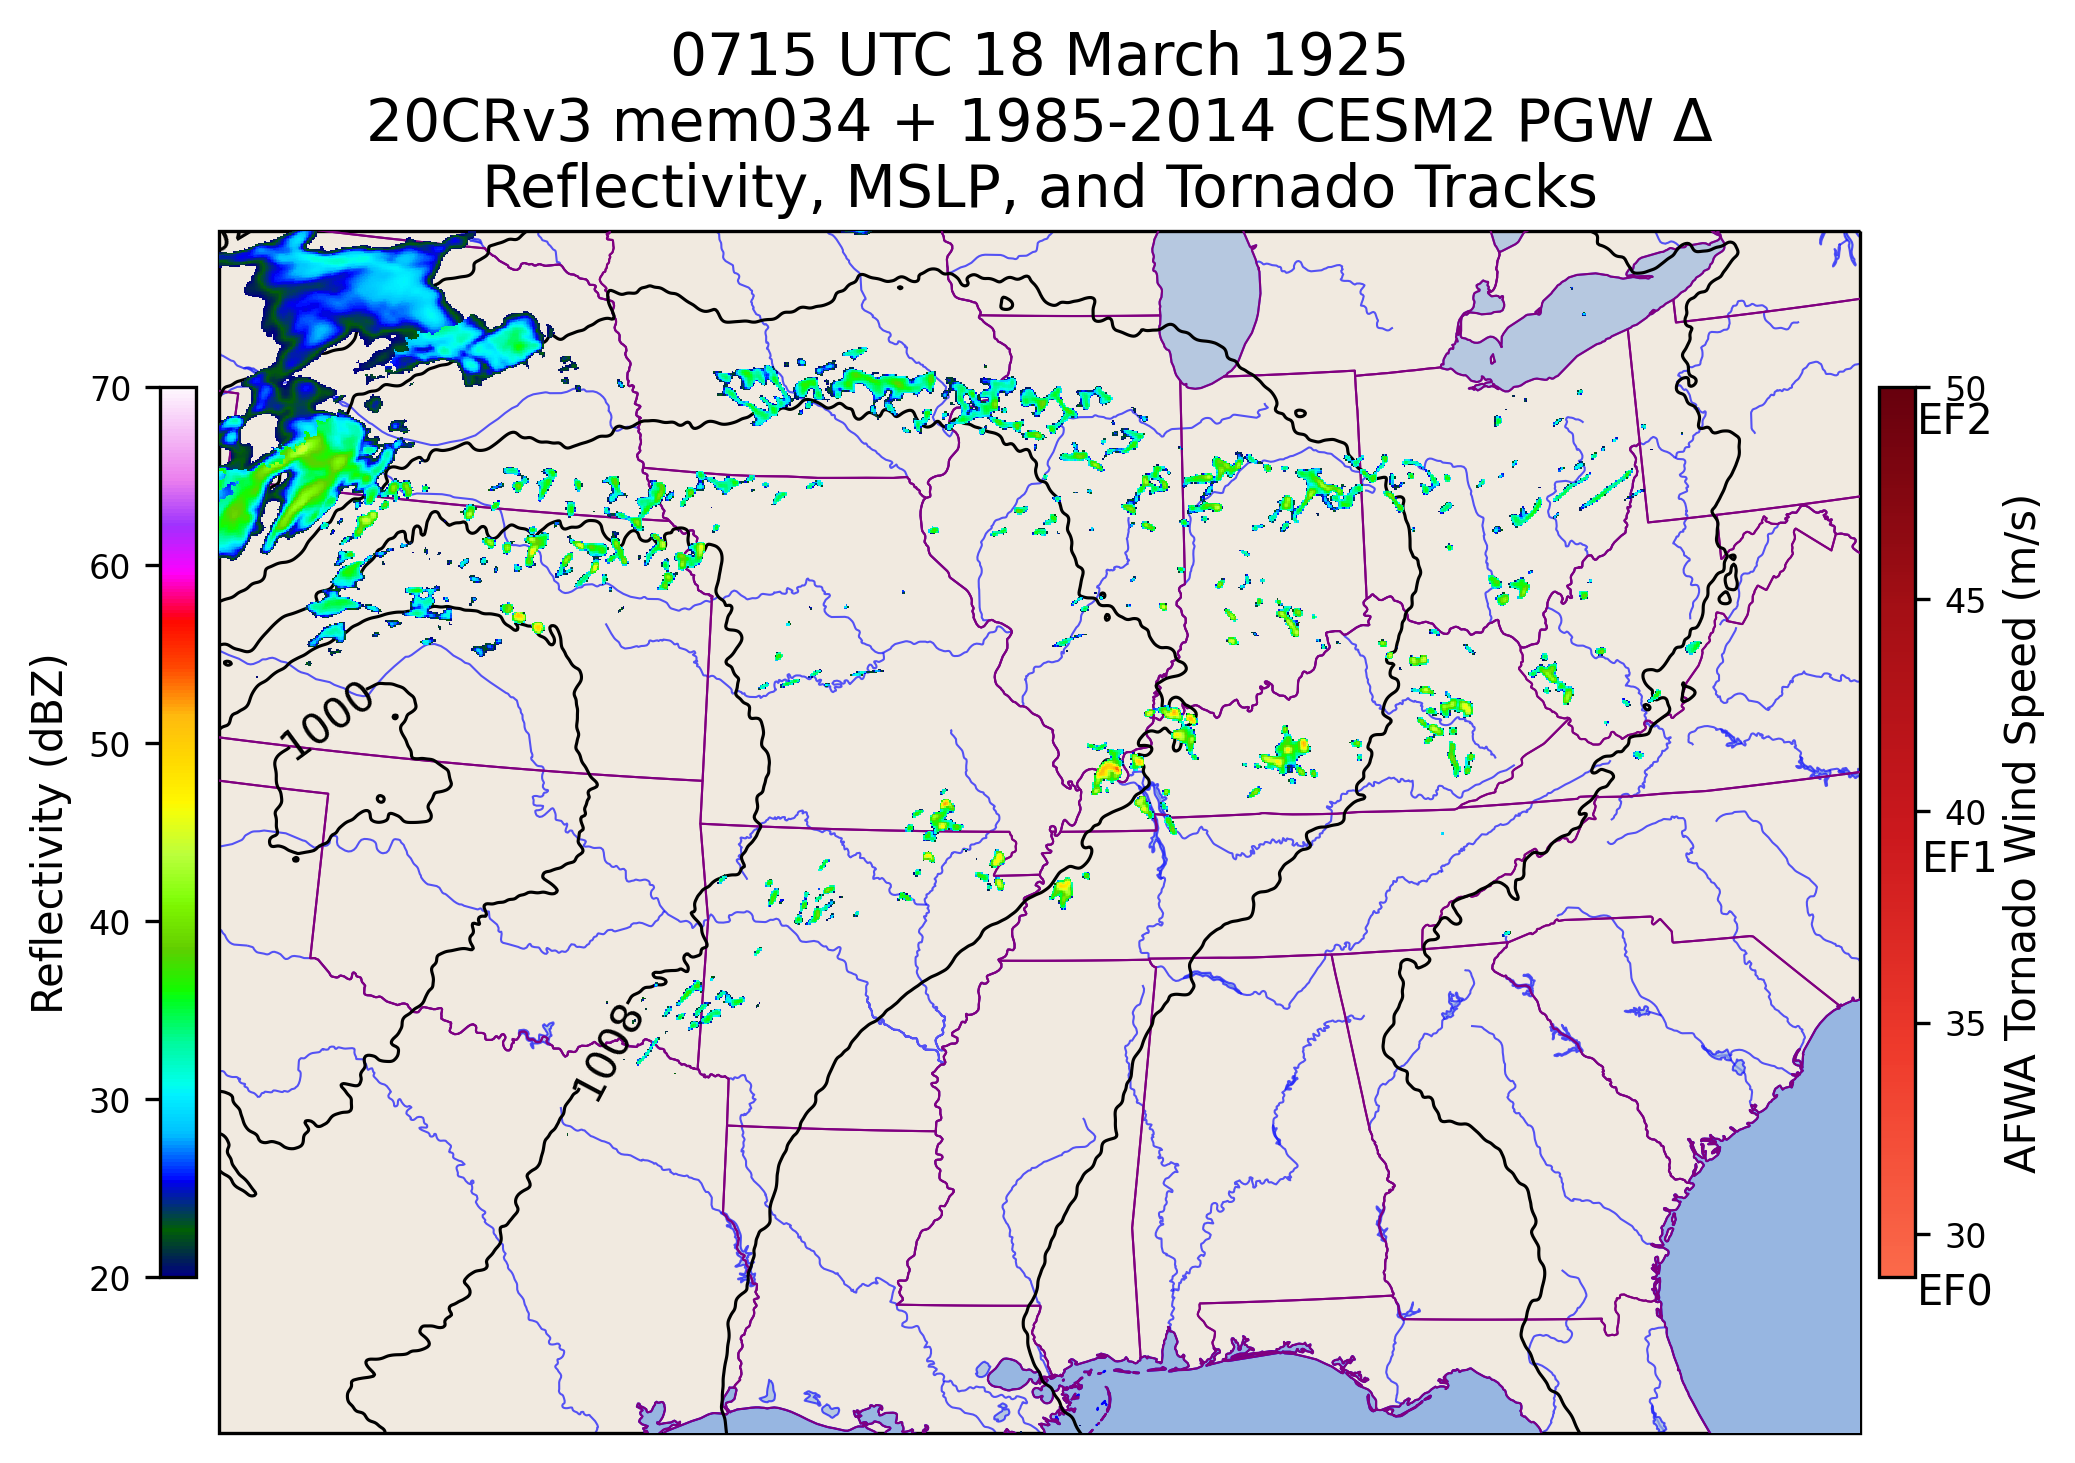 0715 UTC 18 March 1925
20CRv3 mem034 + 1985-2014 CESM2 PGW Δ
Reflectivity, MSLP, and Tornado Tracks
Reflectivity (dBZ)
70
60
50
40
30
20
1000
1008
50
EF2
45
40
EF1
35
30
EF0
AFWA Tornado Wind Speed (m/s)